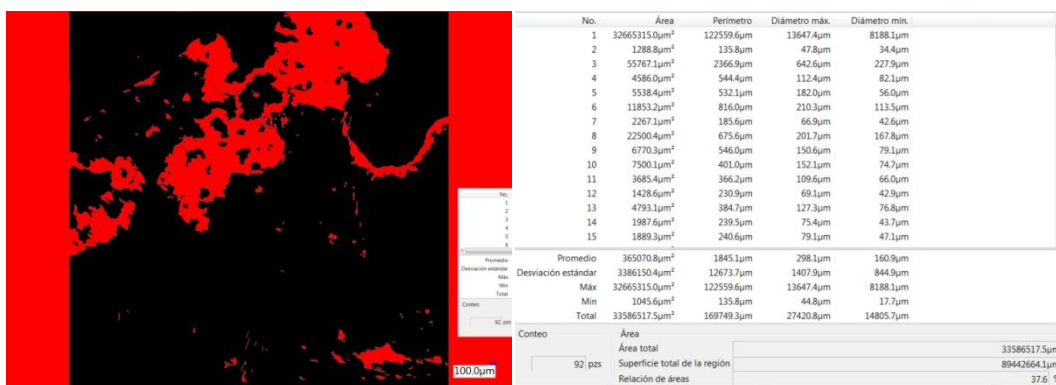 No.
1
2
3
4
5
6
Promedio
Desviación estándar
Máx
Mín
Total
Conteo
92 pzs
100.0µm
No. Área Perímetro Diámetro máx. Diámetro mín.
1 32665315.0µm² 122559.6µm 13647.4µm 8188.1µm
2 1288.8µm² 135.8µm 47.8µm 34.4µm
3 55767.1µm² 2366.9µm 642.6µm 227.9µm
4 4586.0µm² 544.4µm 112.4µm 82.1µm
5 5538.4µm² 532.1µm 182.0µm 56.0µm
6 11853.2µm² 816.0µm 210.3µm 113.5µm
7 2267.1µm² 185.6µm 66.9µm 42.6µm
8 22500.4µm² 675.6µm 201.7µm 167.8µm
9 6770.3µm² 546.0µm 150.6µm 79.1µm
10 7500.1µm² 401.0µm 152.1µm 74.7µm
11 3685.4µm² 366.2µm 109.6µm 66.0µm
12 1428.6µm² 230.9µm 69.1µm 42.9µm
13 4793.1µm² 384.7µm 127.3µm 76.8µm
14 1987.6µm² 239.5µm 75.4µm 43.7µm
15 1889.3µm² 240.6µm 79.1µm 47.1µm
Promedio 365070.8µm² 1845.1µm 298.1µm 160.9µm
Desviación estándar 3386150.4µm² 12673.7µm 1407.9µm 844.9µm
Máx 32665315.0µm² 122559.6µm 13647.4µm 8188.1µm
Mín 1045.6µm² 135.8µm 44.8µm 17.7µm
Total 33586517.5µm² 169749.3µm 27420.8µm 14805.7µm
Conteo Área
Área total 33586517.5µm
92 pzs Superficie total de la región 89442664.1µm
Relación de áreas 37.6 %